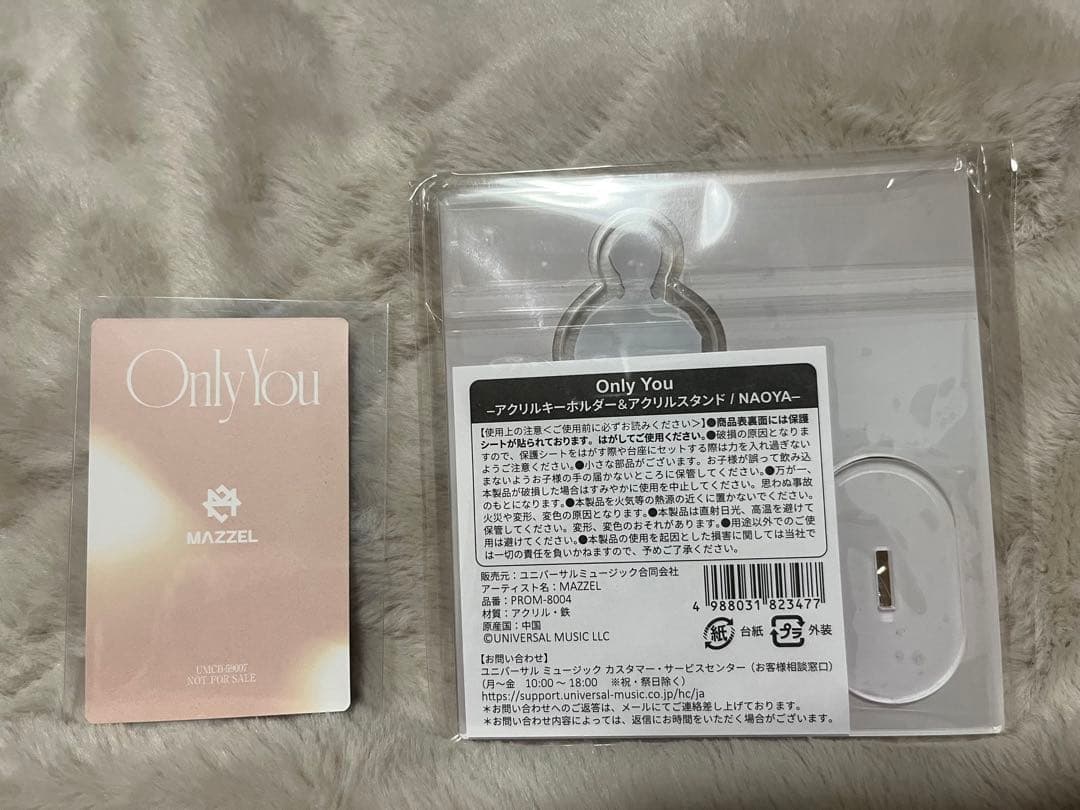 Only You
MAZZEL
UMCB-59007
NOT FOR SALE
Only You
–アクリルキーホルダー&アクリルスタンド / NAOYA–
【使用上の注意<ご使用前に必ずお読みください>】●商品表裏面には保護
シートが貼られております。はがしてご使用ください。●破損の原因となりま
すので、保護シートをはがす際や台座にセットする際は力を入れ過ぎない
ようご注意ください。●小さな部品がございます。お子様が誤って飲み込
まないようお子様の手の届かないところに保管してください。●万が一、
本製品が破損した場合はすみやかに使用を中止してください。思わぬ事故
のもとになります。●本製品を火気等の熱源の近くに置かないでください。
火災や変形、変色の原因となります。●本製品は直射日光、高温を避けて
保管してください。変形、変色のおそれがあります。●用途以外でのご使
用は避けてください。●本製品の使用を起因とした損害に関しては当社で
は一切の責任を負いかねますので、予めご了承ください。
販売元:ユニバーサルミュージック合同会社
アーティスト名:MAZZEL
品番:PROM-8004
材質:アクリル・鉄
原産国:中国
©UNIVERSAL MUSIC LLC
4 988031 823477
紙 台紙 プラ 外装
【お問い合わせ】
ユニバーサル ミュージック カスタマー・サービスセンター(お客様相談窓口)
(月~金 10:00~18:00 ※祝・祭日除く)
https://support.universal-music.co.jp/hc/ja
*お問い合わせへのご返答は、メールにてご連絡差し上げております。
*お問い合わせ内容によっては、返信にお時間をいただく場合がございます。